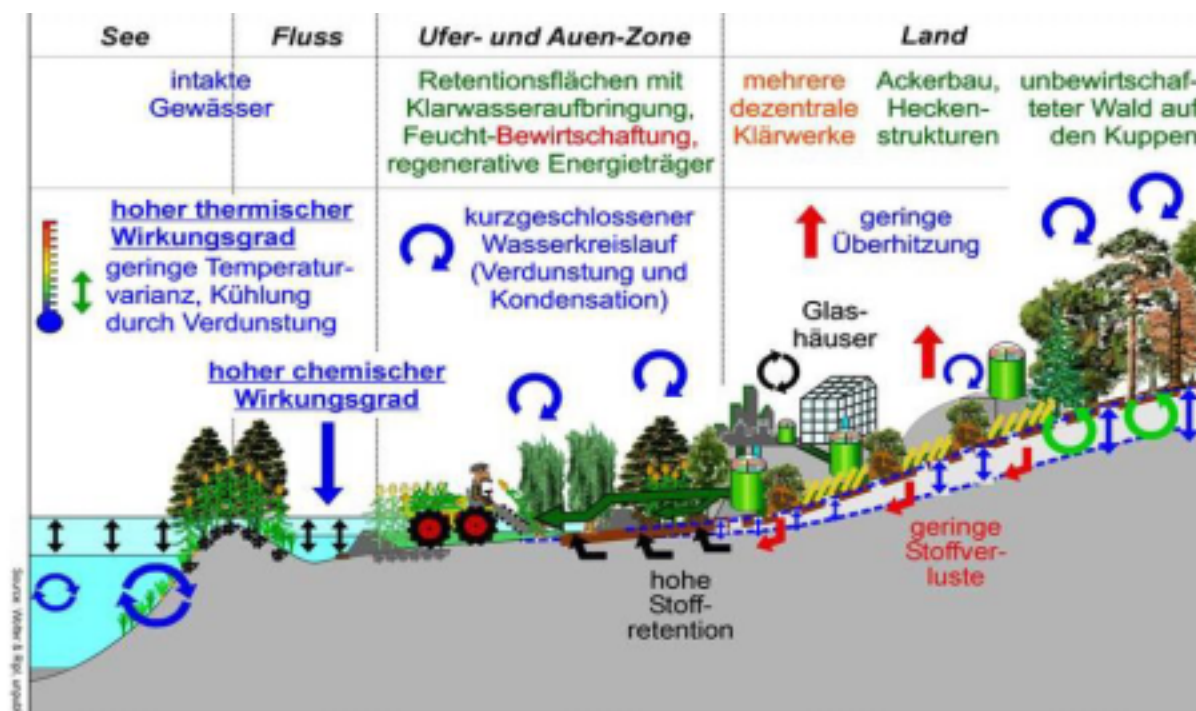 See
Fluss
Ufer- und Auen-Zone
Land
intakte
Gewässer
Retentionsflächen mit
Klarwasseraufbringung,
Feucht-Bewirtschaftung,
regenerative Energieträger
mehrere
dezentrale
Klärwerke
Ackerbau,
Hecken-
strukturen
unbewirtschaf-
teter Wald auf
den Kuppen
hoher thermischer
Wirkungsgrad
geringe Temperatur-
varianz, Kühlung
durch Verdunstung
kurzgeschlossener
Wasserkreislauf
(Verdunstung und
Kondensation)
geringe
Überhitzung
Glas-
häuser
hoher chemischer
Wirkungsgrad
geringe
Stoffver-
luste
hohe
Stoff-
retention
Source: